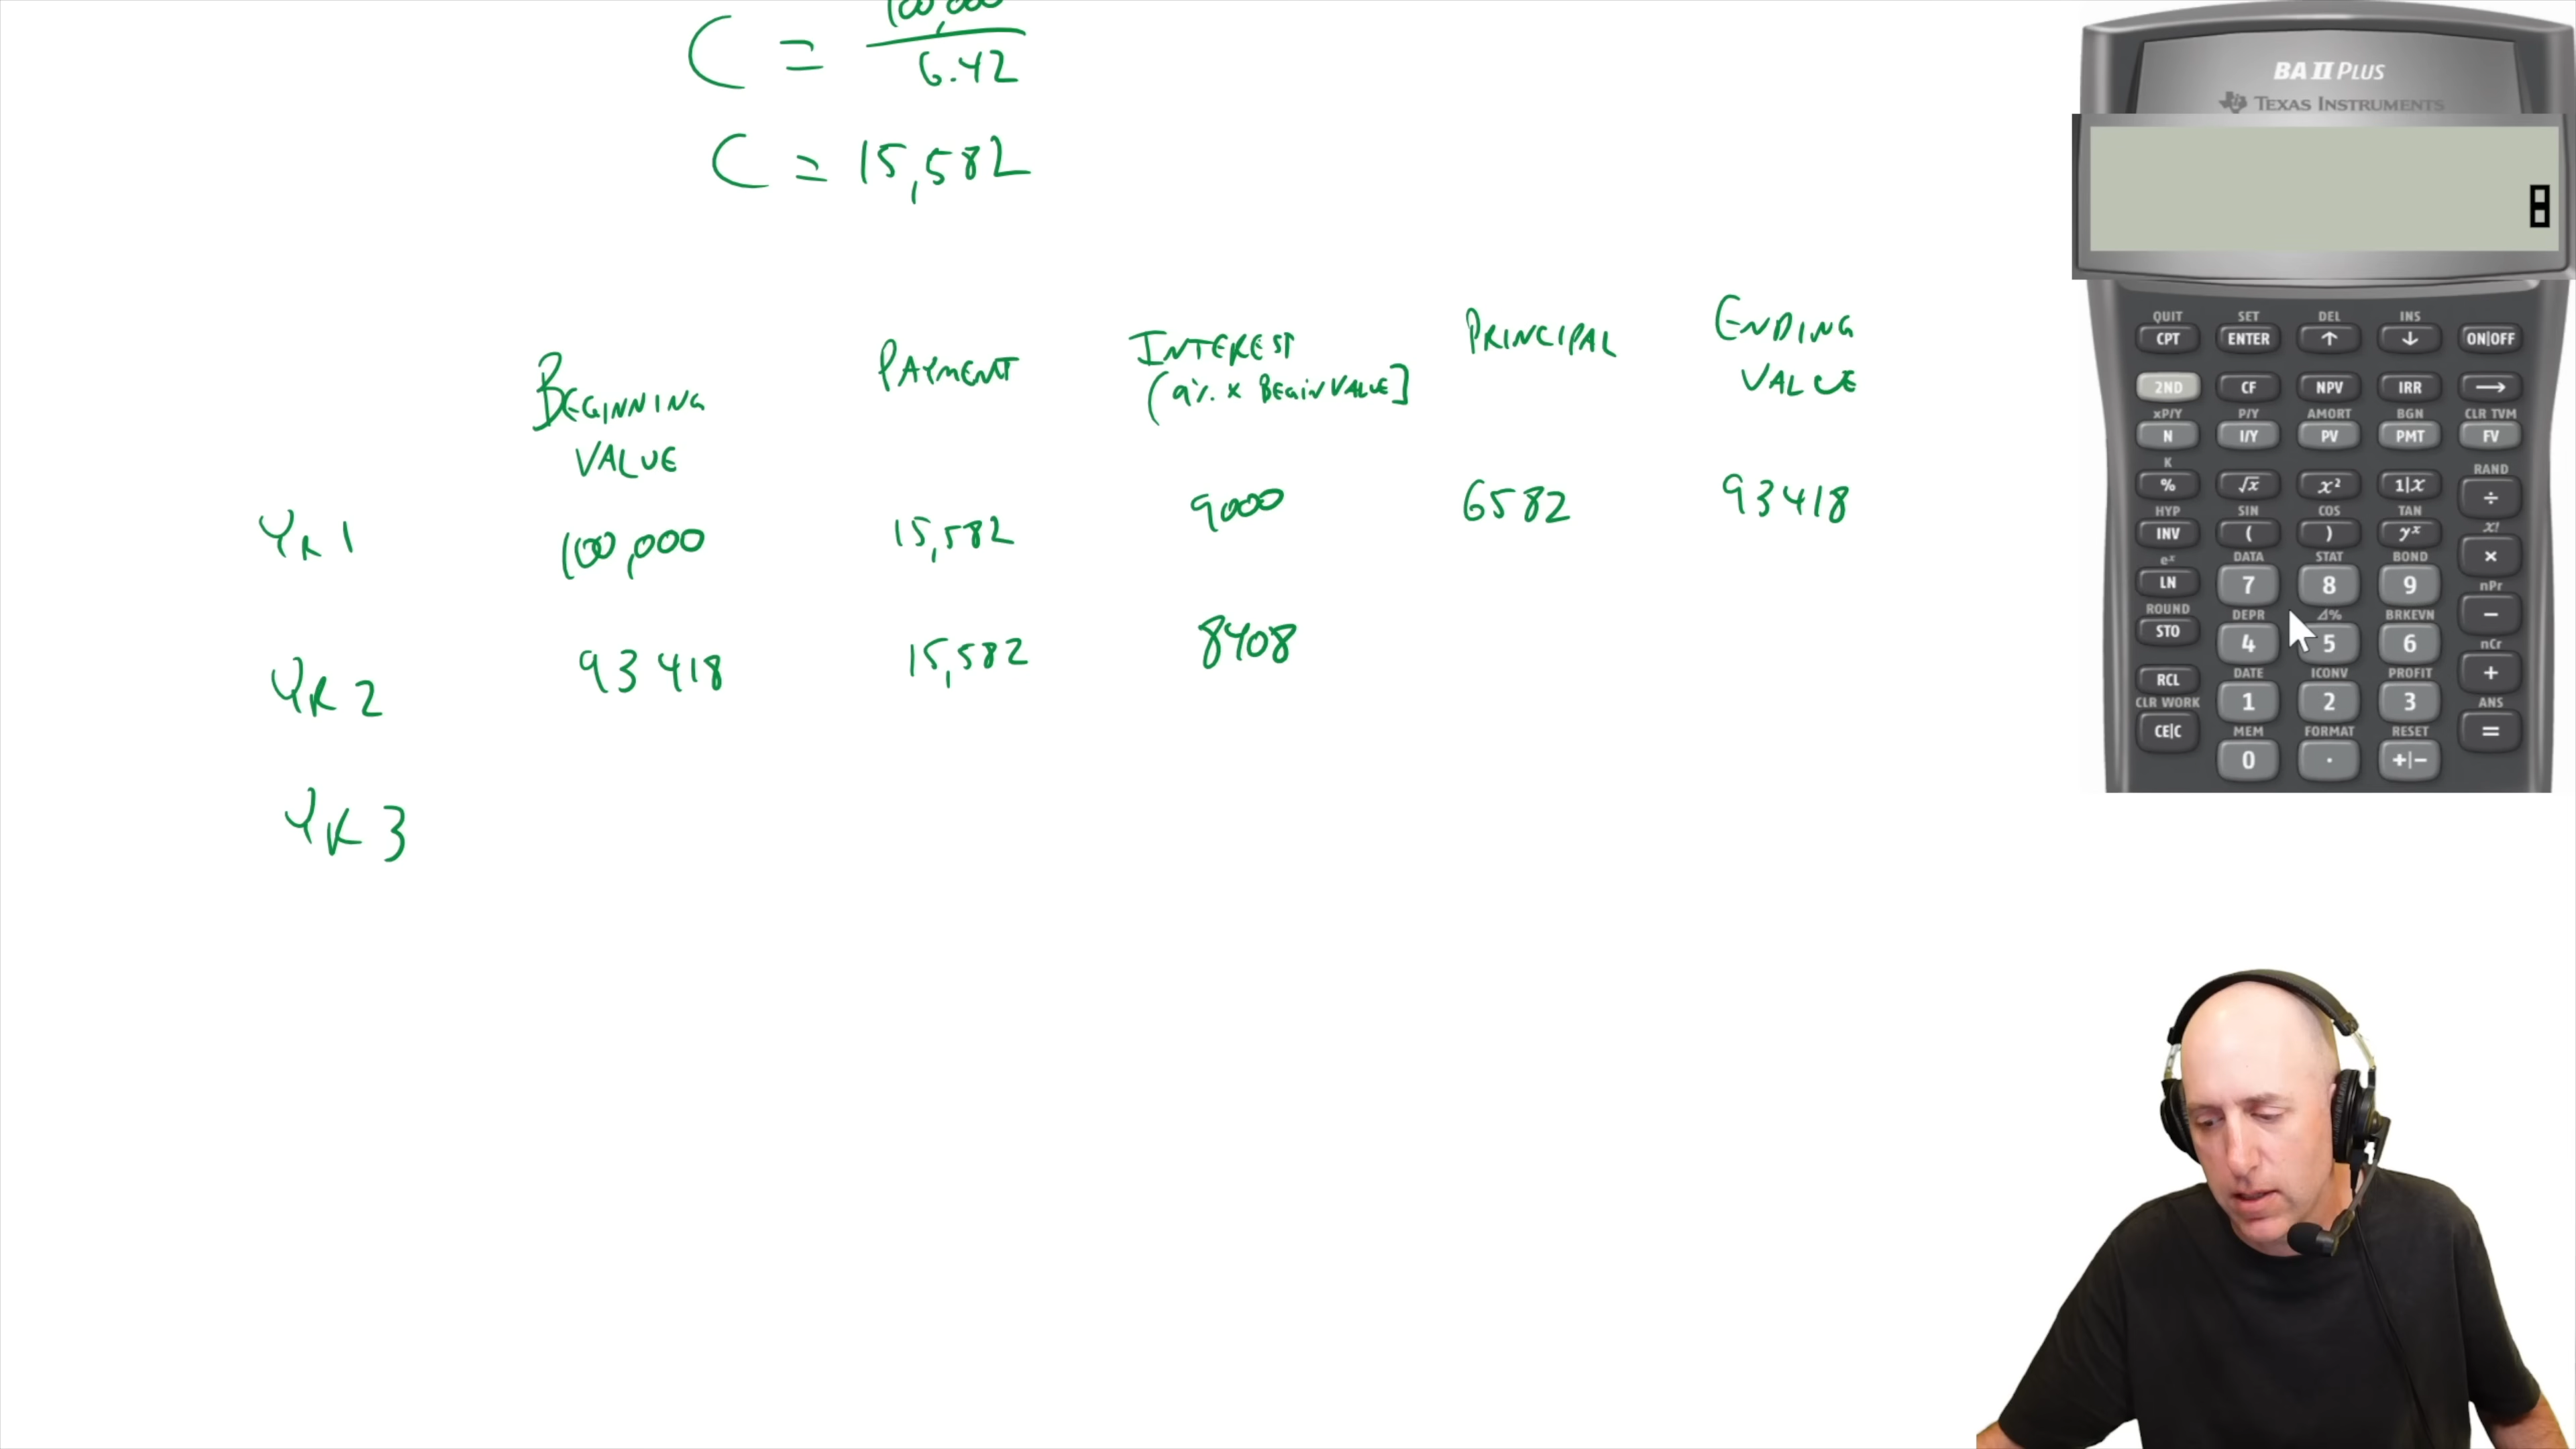 C = 100,000
6.42
C = 15,582
BEGINNING VALUE PAYMENT INTEREST (9% x BEGIN VALUE] PRINCIPAL ENDING VALUE
YR 1 100,000 15,582 9000 6582 93418
YR 2 93418 15,582 8408
YR 3
BA II PLUS
TEXAS INSTRUMENTS
8
QUIT SET DEL INS
CPT ENTER ↑ ↓ ON|OFF
2ND CF NPV IRR →
xP/Y P/Y AMORT BGN CLR TVM
N I/Y PV PMT FV
K RAND
% √x x² 1|x ÷
HYP SIN COS TAN x!
INV ( ) yˣ ×
eˣ DATA STAT BOND nPr
LN 7 8 9 −
ROUND DEPR Δ% BRKEVN nCr
STO 4 5 6 +
DATE ICONV PROFIT
RCL 1 2 3
CLR WORK MEM FORMAT RESET ANS
CE|C 0 . +|− =